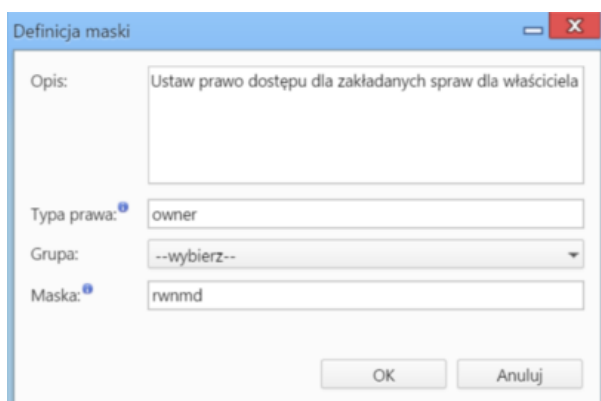 Definicja maski
Opis: Ustaw prawo dostępu dla zakładanych spraw dla właściciela
Typa prawa: owner
Grupa: --wybierz--
Maska: rwnmd
OK Anuluj